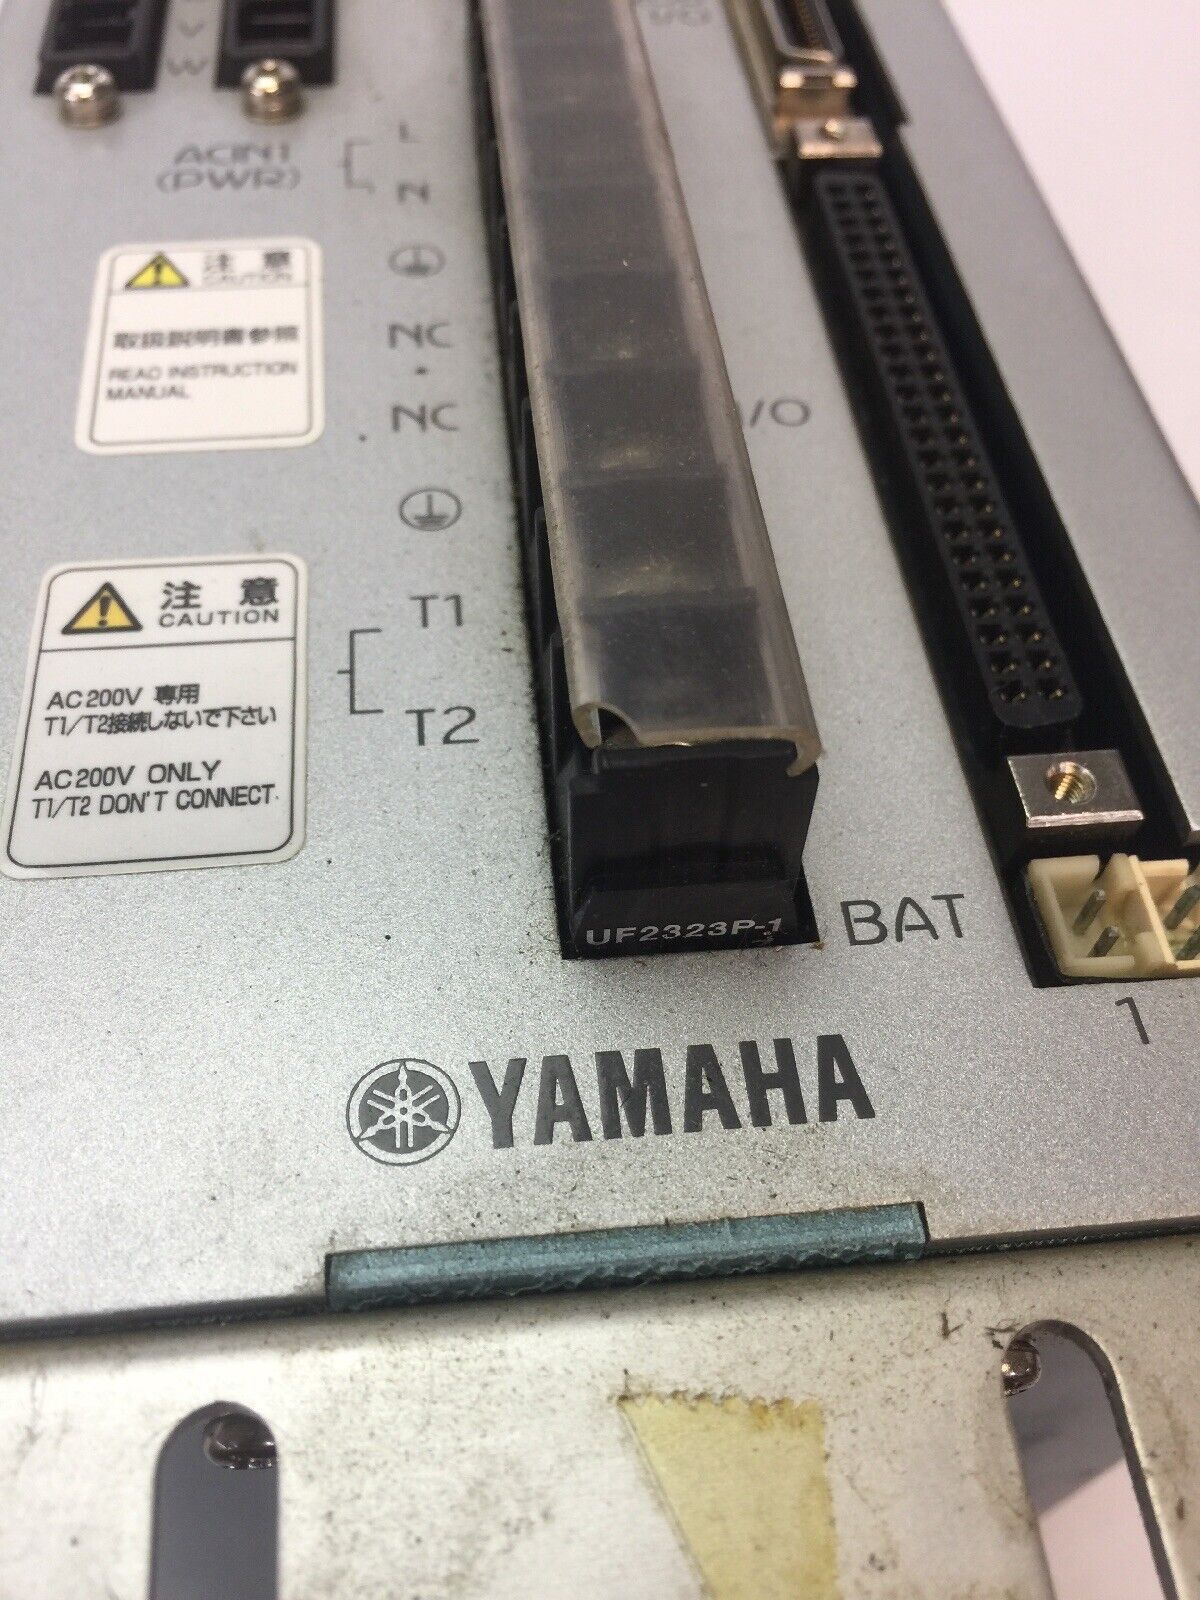 V
W
ACIN1
(PWR)
L
N
注意
CAUTION
取扱説明書参照
READ INSTRUCTION
MANUAL
NC
NC
/O
注意
CAUTION
AC200V 専用
T1/T2接続しないで下さい
AC200V ONLY
T1/T2 DON'T CONNECT.
T1
T2
UF2323P-1
BAT
1
YAMAHA